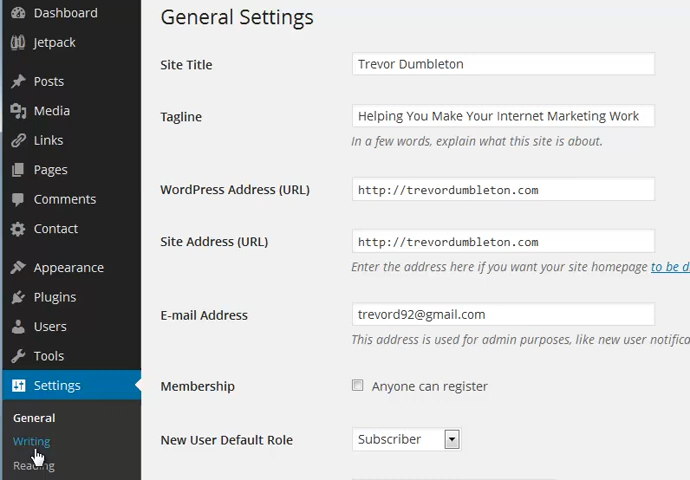 Dashboard
Jetpack
Posts
Media
Links
Pages
Comments
Contact
Appearance
Plugins
Users
Tools
Settings
General
Writing
Reading
General Settings
Site Title
Trevor Dumbleton
Tagline
Helping You Make Your Internet Marketing Work
In a few words, explain what this site is about.
WordPress Address (URL)
http://trevordumbleton.com
Site Address (URL)
http://trevordumbleton.com
Enter the address here if you want your site homepage to be d
E-mail Address
trevord92@gmail.com
This address is used for admin purposes, like new user notifica
Membership
Anyone can register
New User Default Role
Subscriber